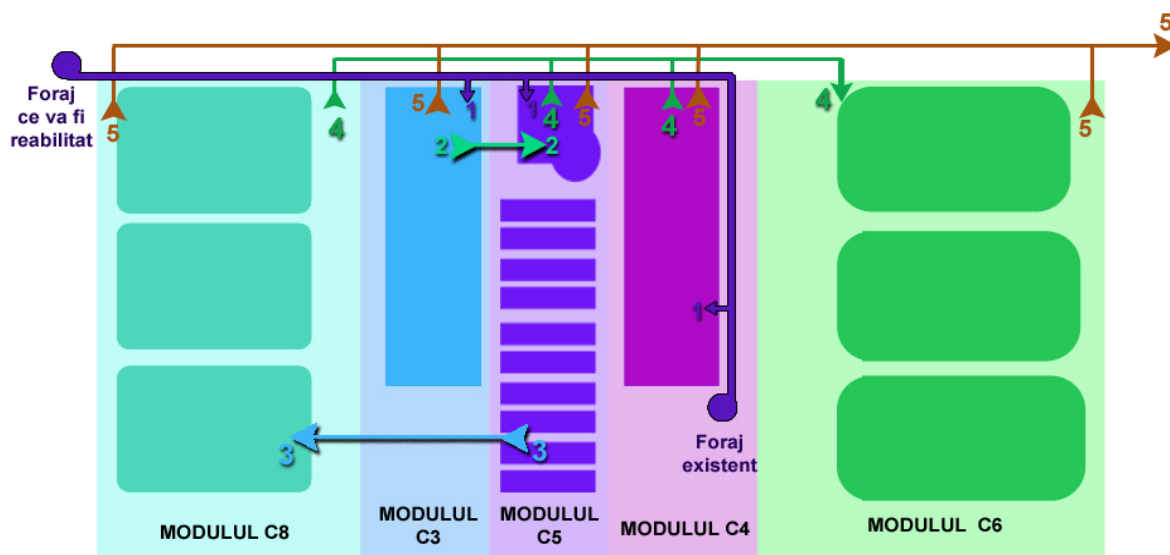 5
Foraj
ce va fi
reabilitat
5
4
5
1
1
4
5
4
5
4
5
2
2
1
3
3
Foraj
existent
MODULUL C8
MODULUL
C3
MODULUL
C5
MODULUL C4
MODULUL C6